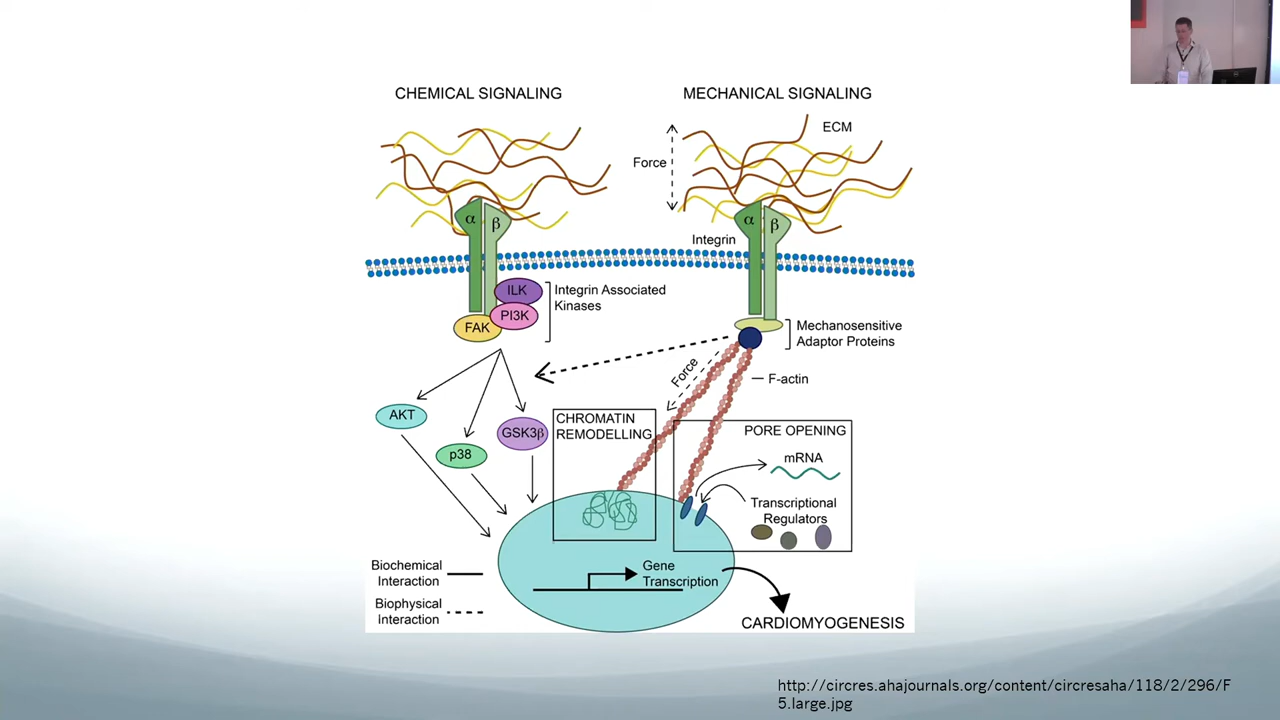 CHEMICAL SIGNALING
MECHANICAL SIGNALING
ECM
Force
α
β
α
β
Integrin
ILK
PI3K
FAK
Integrin Associated
Kinases
Mechanosensitive
Adaptor Proteins
Force
F-actin
AKT
p38
GSK3β
CHROMATIN
REMODELLING
PORE OPENING
mRNA
Transcriptional
Regulators
Biochemical
Interaction
Biophysical
Interaction
Gene
Transcription
CARDIOMYOGENESIS
http://circres.ahajournals.org/content/circresaha/118/2/296/F
5.large.jpg